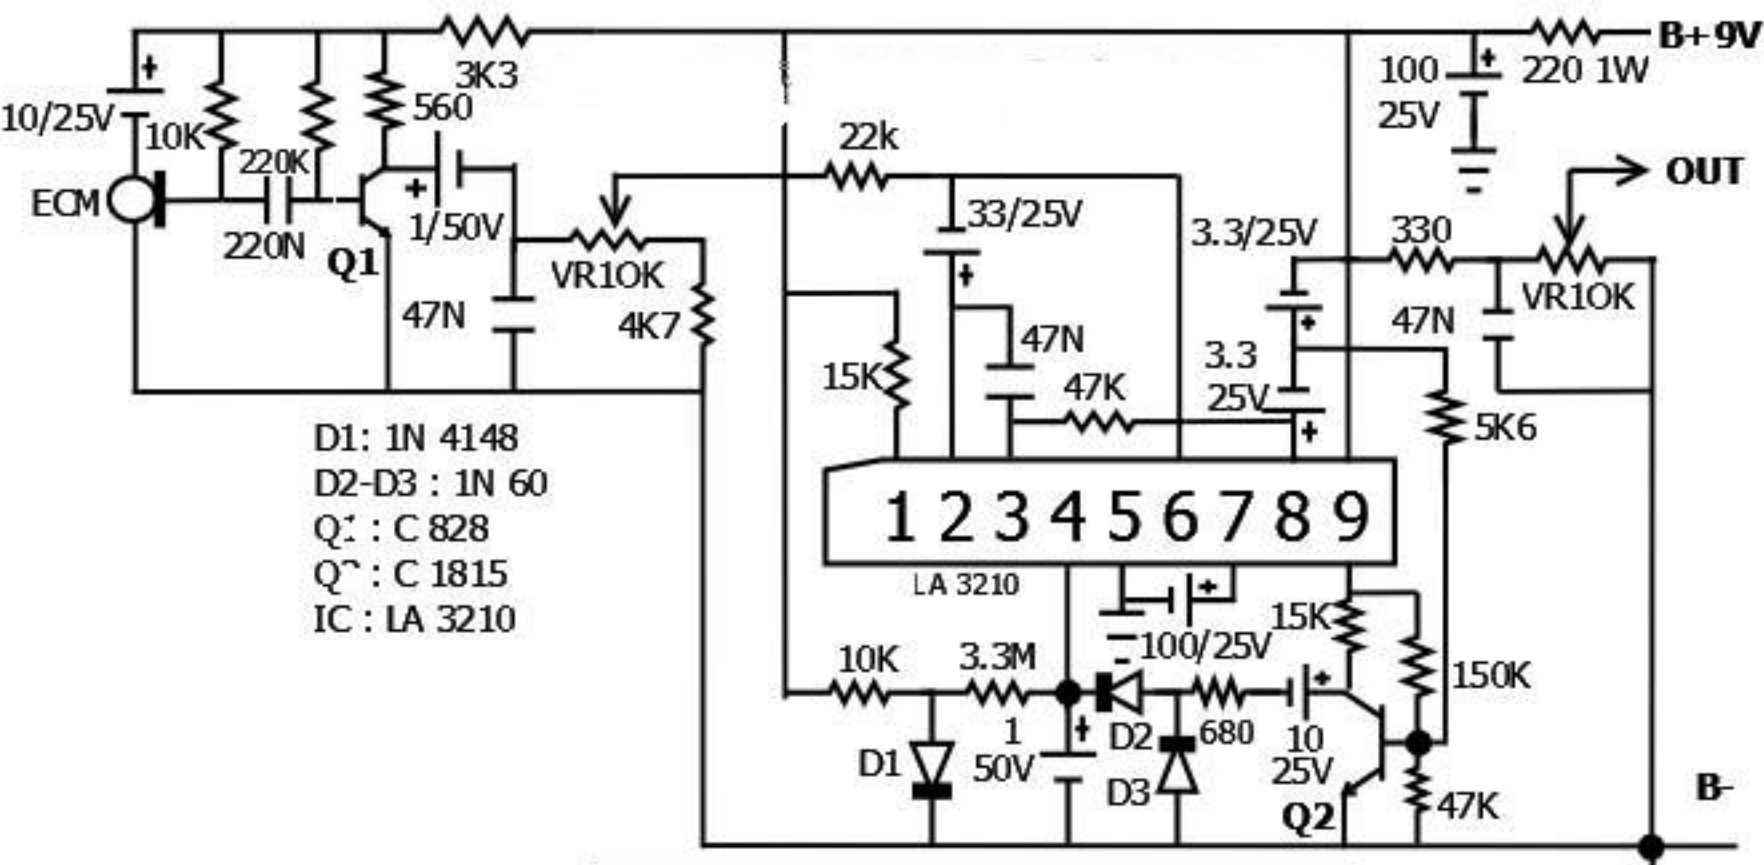 B+ 9V
3K3
100
25V
220 1W
10/25V
10K
560
220K
22k
OUT
ECM
1/50V
33/25V
3.3/25V
330
220N
Q1
VR1OK
VR1OK
47N
4K7
47N
47N
15K
47K
3.3
25V
5K6
D1: 1N 4148
D2-D3 : 1N 60
: C 828
: C 1815
IC : LA 3210
1 2 3 4 5 6 7 8 9
LA 3210
100/25V
15K
10K
3.3M
150K
D1
1
50V
D2
680
10
25V
D3
Q2
47K
B-